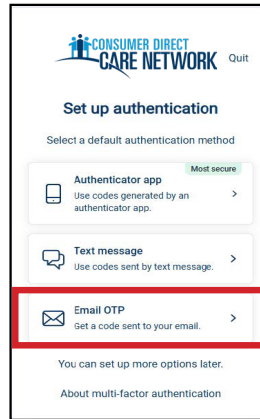 CONSUMER DIRECT
CARE NETWORK
Quit
Set up authentication
Select a default authentication method
Most secure
Authenticator app
Use codes generated by an
authenticator app.
Text message
Use codes sent by text message.
Email OTP
Get a code sent to your email.
You can set up more options later.
About multi-factor authentication